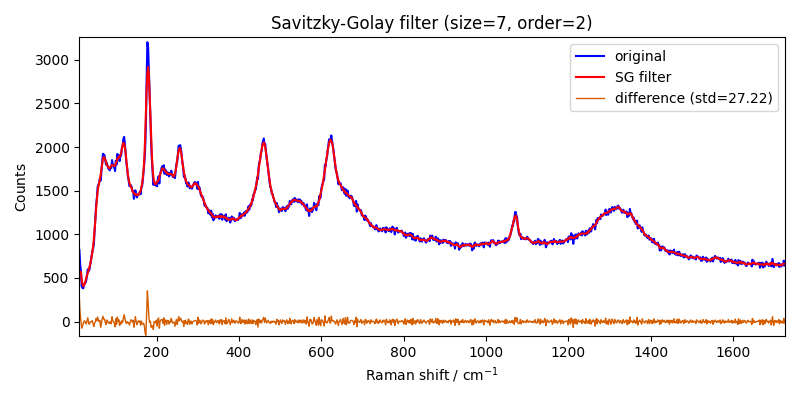 Savitzky-Golay filter (size=7, order=2)
original
SG filter
difference (std=27.22)
Counts
3000
2500
2000
1500
1000
500
0
200 400 600 800 1000 1200 1400 1600
Raman shift / cm⁻¹